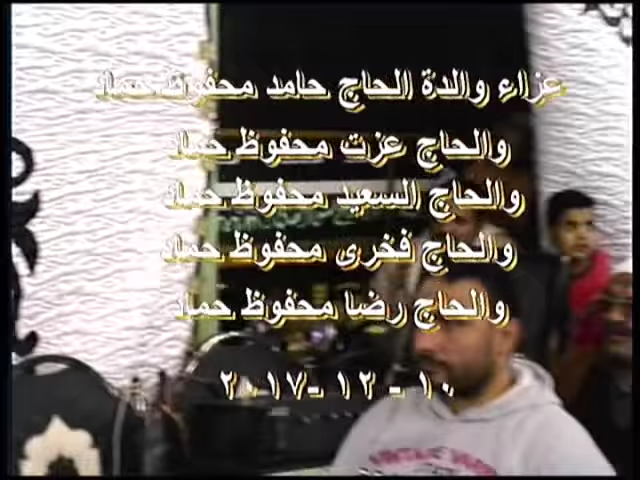 عزاء والدة الحاج حامد محفوظ حماد
والحاج عزت محفوظ حماد
والحاج السعيد محفوظ حماد
والحاج فخرى محفوظ حماد
والحاج رضا محفوظ حماد
١٠ - ١٢ -٢٠١٧
VINTAGE